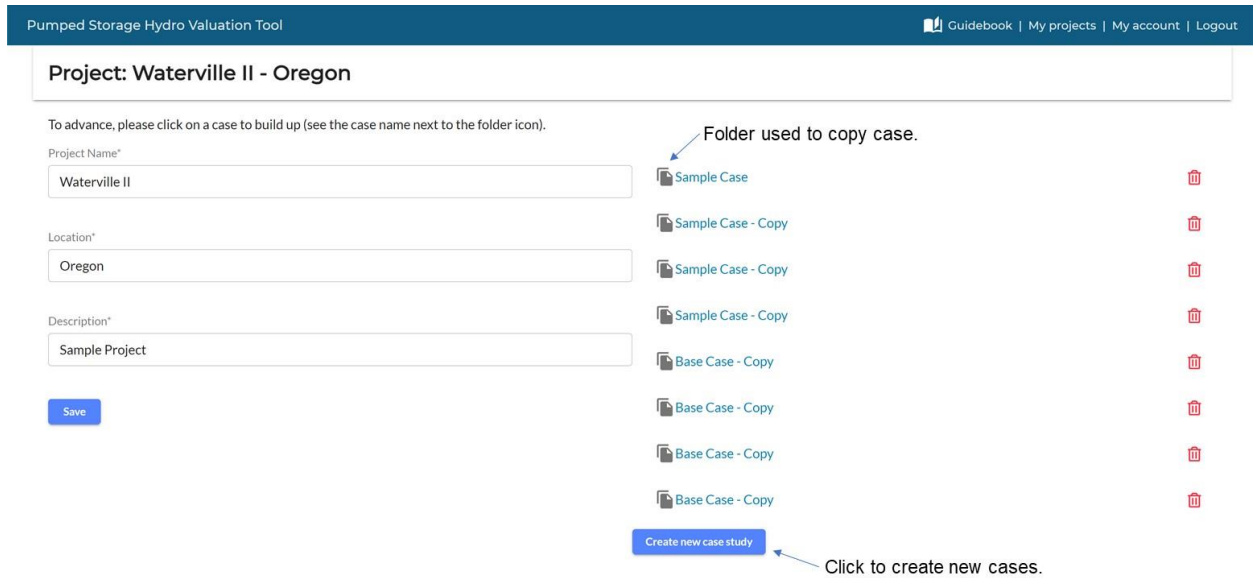 Pumped Storage Hydro Valuation Tool
Guidebook | My projects | My account | Logout
Project: Waterville II - Oregon
To advance, please click on a case to build up (see the case name next to the folder icon).
Folder used to copy case.
Project Name*
Waterville II
Location*
Oregon
Description*
Sample Project
Save
Sample Case
Sample Case - Copy
Sample Case - Copy
Sample Case - Copy
Base Case - Copy
Base Case - Copy
Base Case - Copy
Base Case - Copy
Create new case study
Click to create new cases.